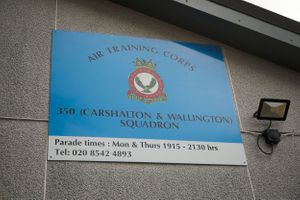 AIR TRAINING CORPS
350 (CARSHALTON & WALLINGTON)
SQUADRON
Parade times : Mon & Thurs 1915 - 2130 hrs
Tel: 020 8542 4893